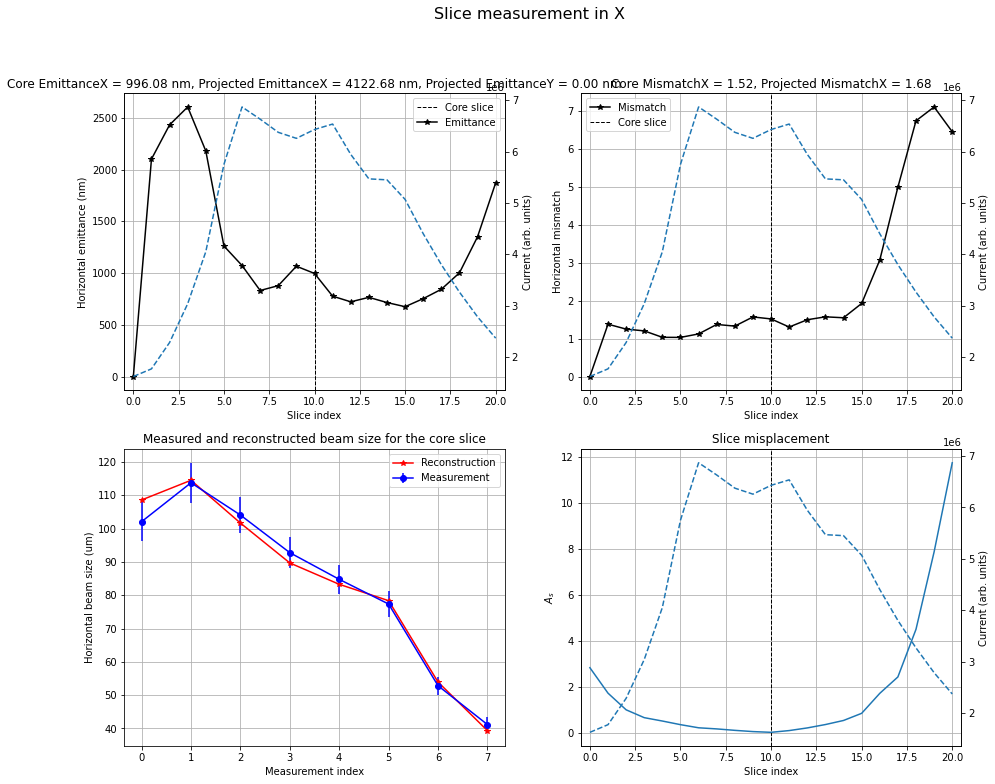 Slice measurement in X
Core EmittanceX = 996.08 nm, Projected EmittanceX = 4122.68 nm, Projected EmittanceY = 0.00 nm
1e6
Core slice
Emittance
Horizontal emittance (nm)
0
500
1000
1500
2000
2500
Current (arb. units)
2
3
4
5
6
7
0.0 2.5 5.0 7.5 10.0 12.5 15.0 17.5 20.0
Slice index
Core MismatchX = 1.52, Projected MismatchX = 1.68
1e6
Mismatch
Core slice
Horizontal mismatch
0
1
2
3
4
5
6
7
Current (arb. units)
2
3
4
5
6
7
0.0 2.5 5.0 7.5 10.0 12.5 15.0 17.5 20.0
Slice index
Measured and reconstructed beam size for the core slice
Reconstruction
Measurement
Horizontal beam size (um)
40
50
60
70
80
90
100
110
120
0 1 2 3 4 5 6 7
Measurement index
Slice misplacement
1e6
A_s
0
2
4
6
8
10
12
Current (arb. units)
2
3
4
5
6
7
0.0 2.5 5.0 7.5 10.0 12.5 15.0 17.5 20.0
Slice index